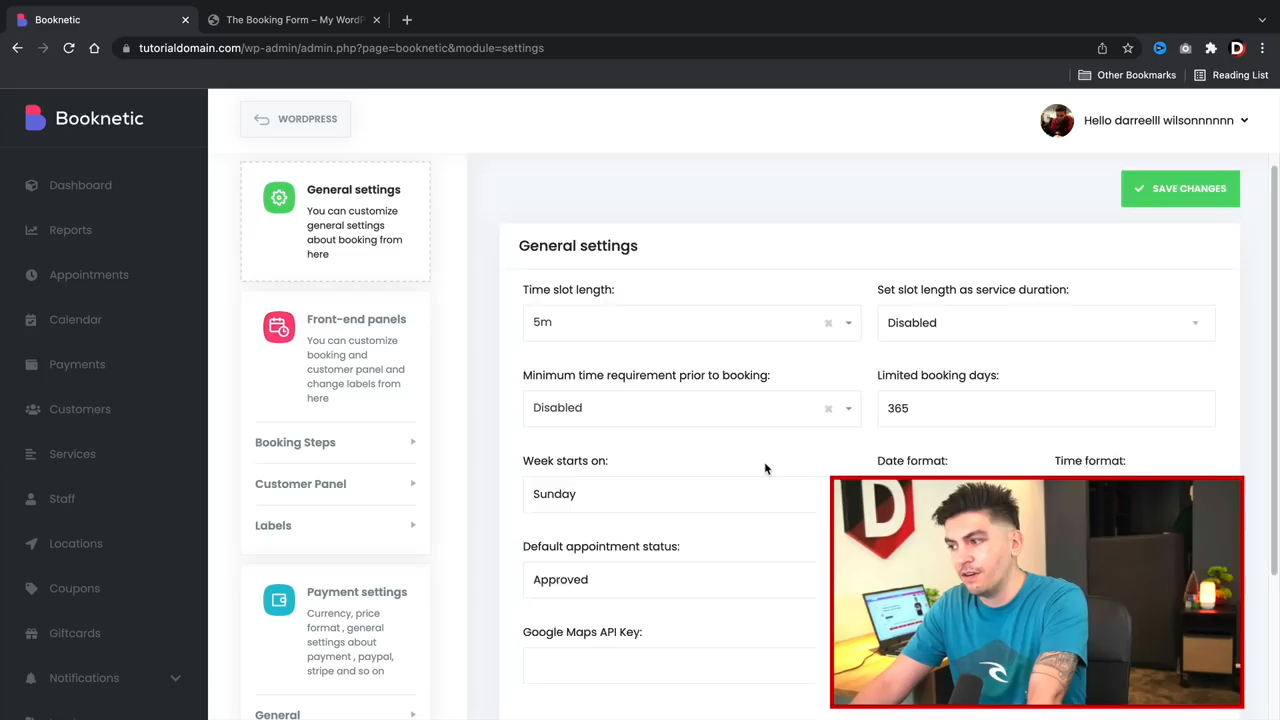 Booknetic
The Booking Form – My WordP
tutorialdomain.com/wp-admin/admin.php?page=booknetic&module=settings
D
Other Bookmarks
Reading List
Booknetic
WORDPRESS
Hello darreelll wilsonnnnnn
Dashboard
Reports
Appointments
Calendar
Payments
Customers
Services
Staff
Locations
Coupons
Giftcards
Notifications
General settings
You can customize
general settings
about booking from
here
Front-end panels
You can customize
booking and
customer panel and
change labels from
here
Booking Steps
Customer Panel
Labels
Payment settings
Currency, price
format , general
settings about
payment , paypal,
stripe and so on
General
SAVE CHANGES
General settings
Time slot length:
Set slot length as service duration:
5m
Disabled
Minimum time requirement prior to booking:
Limited booking days:
Disabled
365
Week starts on:
Date format:
Time format:
Sunday
Default appointment status:
Approved
Google Maps API Key:
D